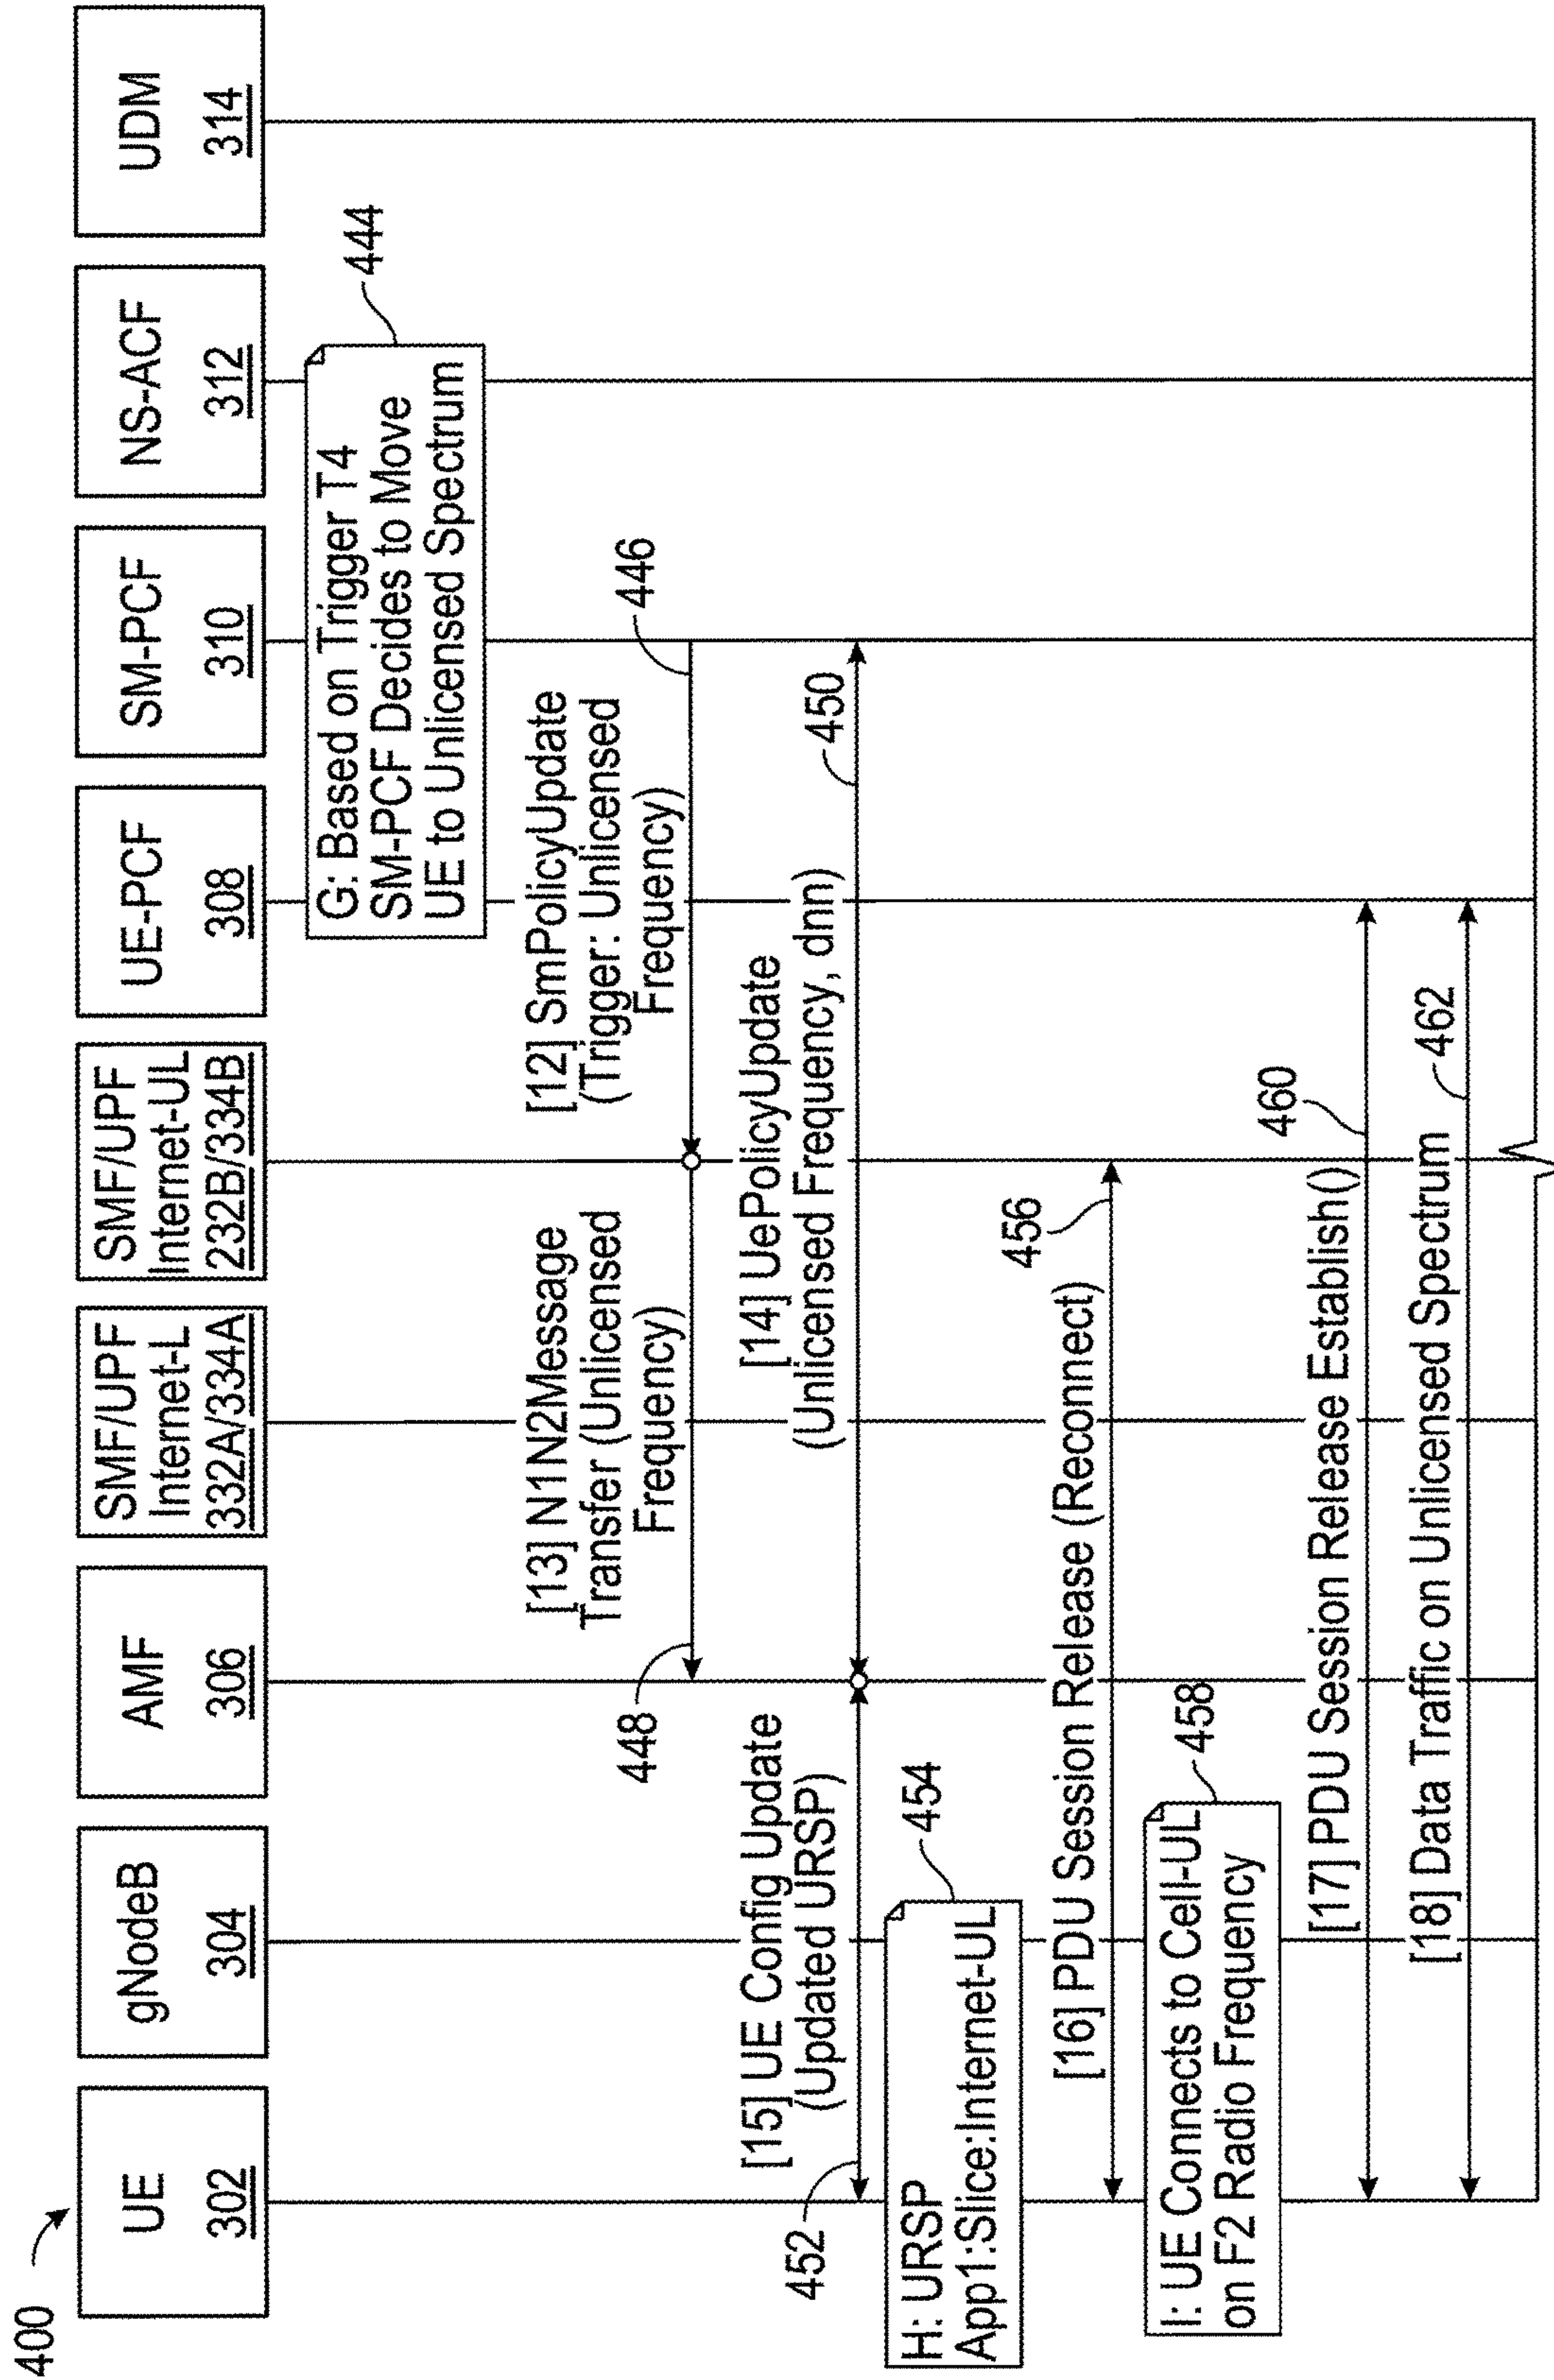 400
UE
302
gNodeB
304
AMF
306
SMF/UPF
Internet-L
332A/334A
SMF/UPF
Internet-UL
232B/334B
UE-PCF
308
SM-PCF
310
NS-ACF
312
UDM
314
G: Based on Trigger T4
SM-PCF Decides to Move
UE to Unlicensed Spectrum
444
[12] SmPolicyUpdate
(Trigger: Unlicensed
Frequency)
446
[13] N1N2Message
Transfer (Unlicensed
Frequency)
448
[14] UePolicyUpdate
(Unlicensed Frequency, dnn)
450
[15] UE Config Update
(Updated URSP)
452
H: URSP
App1:Slice:Internet-UL
454
[16] PDU Session Release (Reconnect)
456
I: UE Connects to Cell-UL
on F2 Radio Frequency
458
[17] PDU Session Release Establish()
460
[18] Data Traffic on Unlicensed Spectrum
462